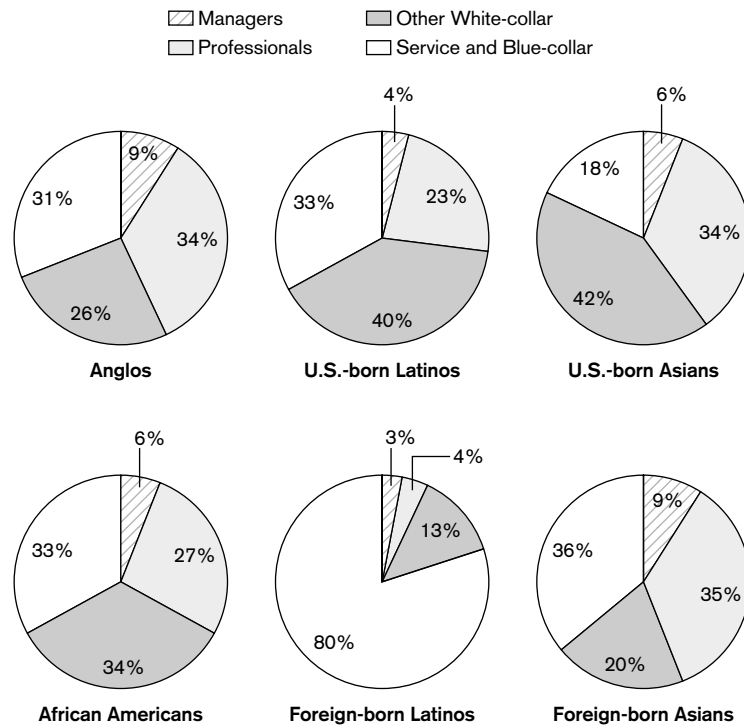 Managers Other White-collar
Professionals Service and Blue-collar
4% 6%
9% 18%
31% 33% 23%
34% 34%
26% 40% 42%
Anglos U.S.-born Latinos U.S.-born Asians
6% 3% 4%
9%
33% 27% 13% 36%
35%
34% 80% 20%
African Americans Foreign-born Latinos Foreign-born Asians